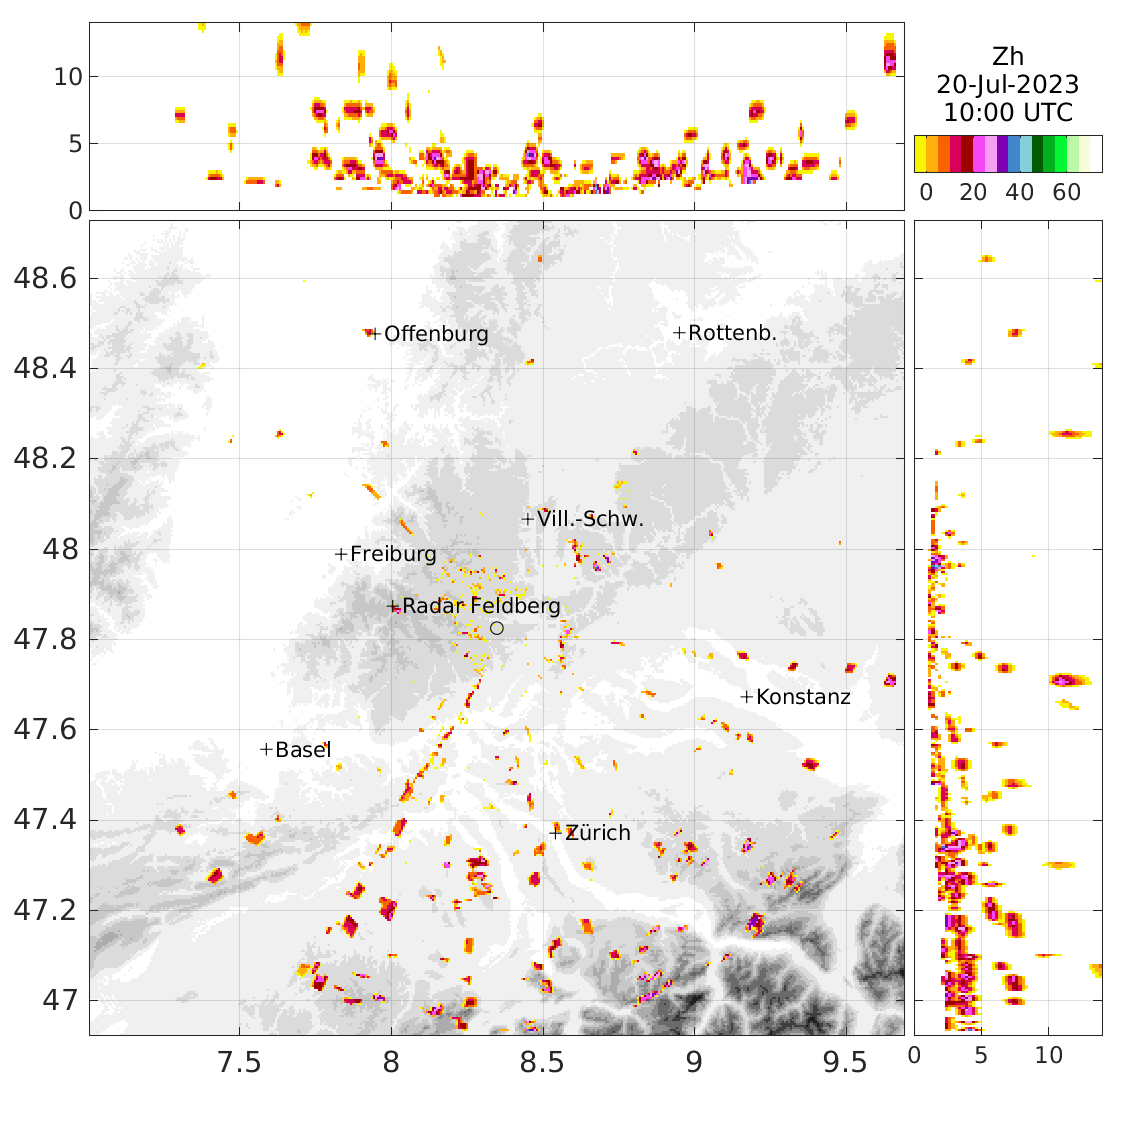 10
5
0
Zh
20-Jul-2023
10:00 UTC
0 20 40 60
48.6
48.4
48.2
48
47.8
47.6
47.4
47.2
47
Offenburg
Rottenb.
Vill.-Schw.
Freiburg
Radar Feldberg
Konstanz
Basel
Zürich
7.5 8 8.5 9 9.5
0 5 10